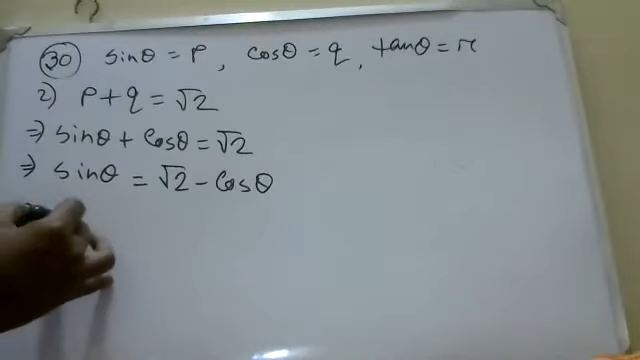 30 sinθ = p, cosθ = q, tanθ = r
2) p + q = √2
⇒ sinθ + cosθ = √2
⇒ sinθ = √2 - cosθ